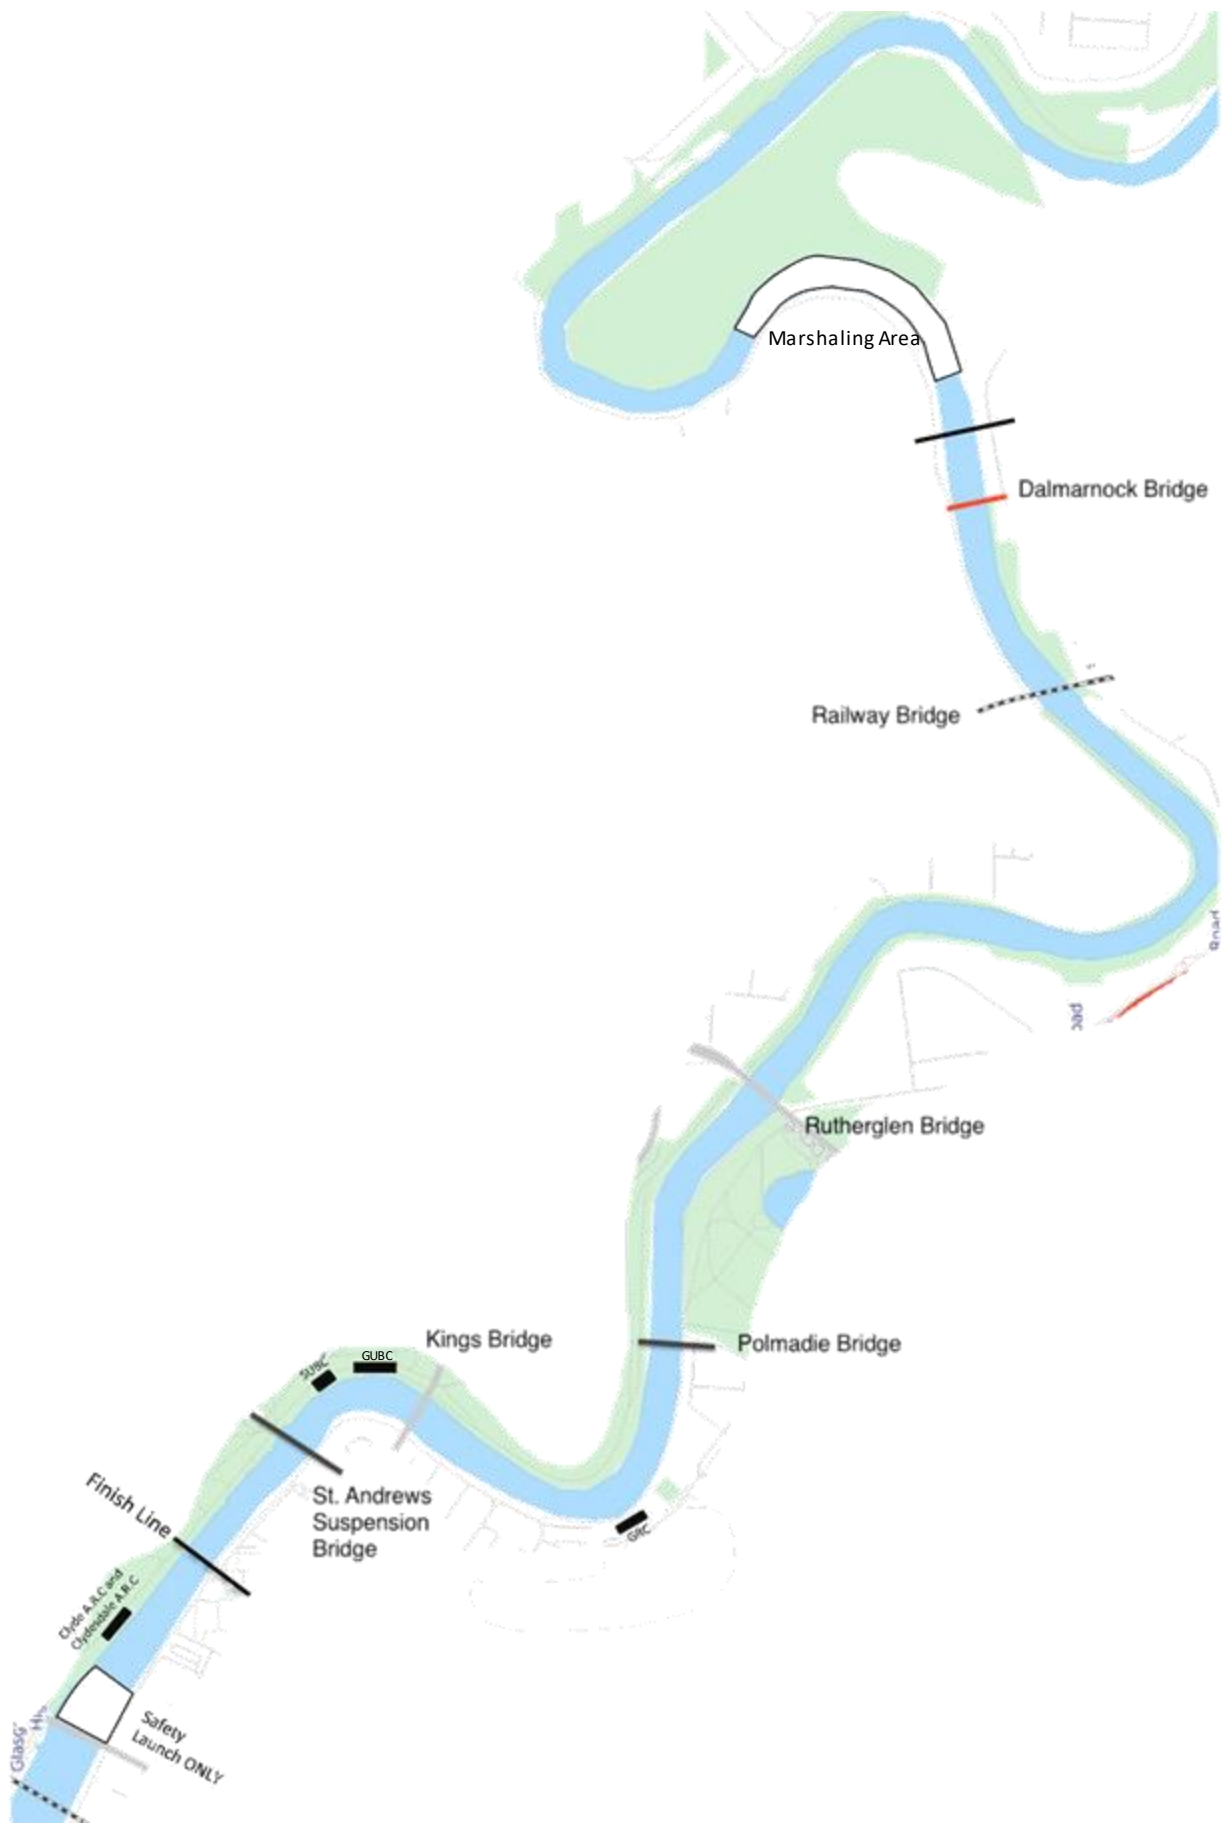 Marshaling Area
Dalmarnock Bridge
Railway Bridge
Rutherglen Bridge
Kings Bridge
Polmadie Bridge
GUBC
SUBC
St. Andrews
Suspension
Bridge
GRC
Finish Line
Clyde A.R.C and
Clydesdale A.R.C
Safety
Launch ONLY